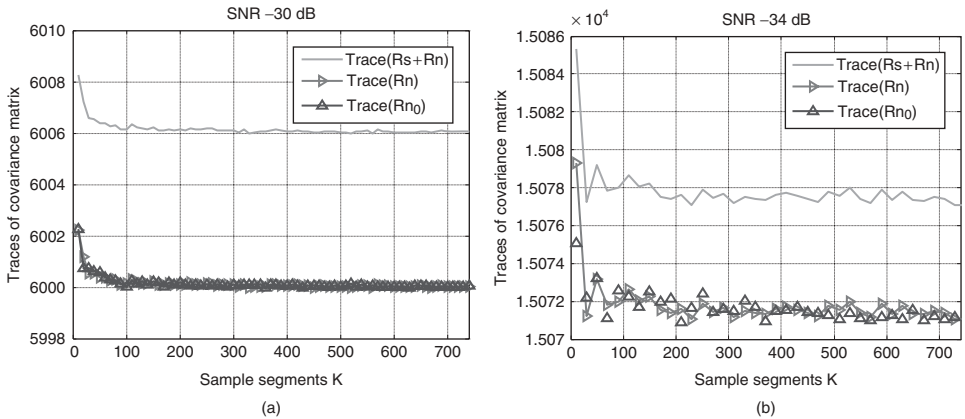 SNR −30 dB
6010
6008
6006
6004
6002
6000
5998
Traces of covariance matrix
Trace(Rs+Rn)
Trace(Rn)
Trace(Rn₀)
0 100 200 300 400 500 600 700
Sample segments K
(a)
SNR −34 dB
× 10⁴
1.5086
1.5084
1.5082
1.508
1.5078
1.5076
1.5074
1.5072
1.507
Traces of covariance matrix
Trace(Rs+Rn)
Trace(Rn)
Trace(Rn₀)
0 100 200 300 400 500 600 700
Sample segments K
(b)